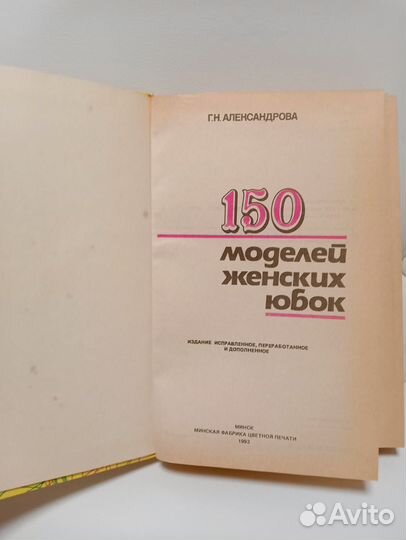 Г.Н. АЛЕКСАНДРОВА
150
моделей
женских
юбок
ИЗДАНИЕ ИСПРАВЛЕННОЕ, ПЕРЕРАБОТАННОЕ
И ДОПОЛНЕННОЕ
МИНСК
МИНСКАЯ ФАБРИКА ЦВЕТНОЙ ПЕЧАТИ
1993
Avito